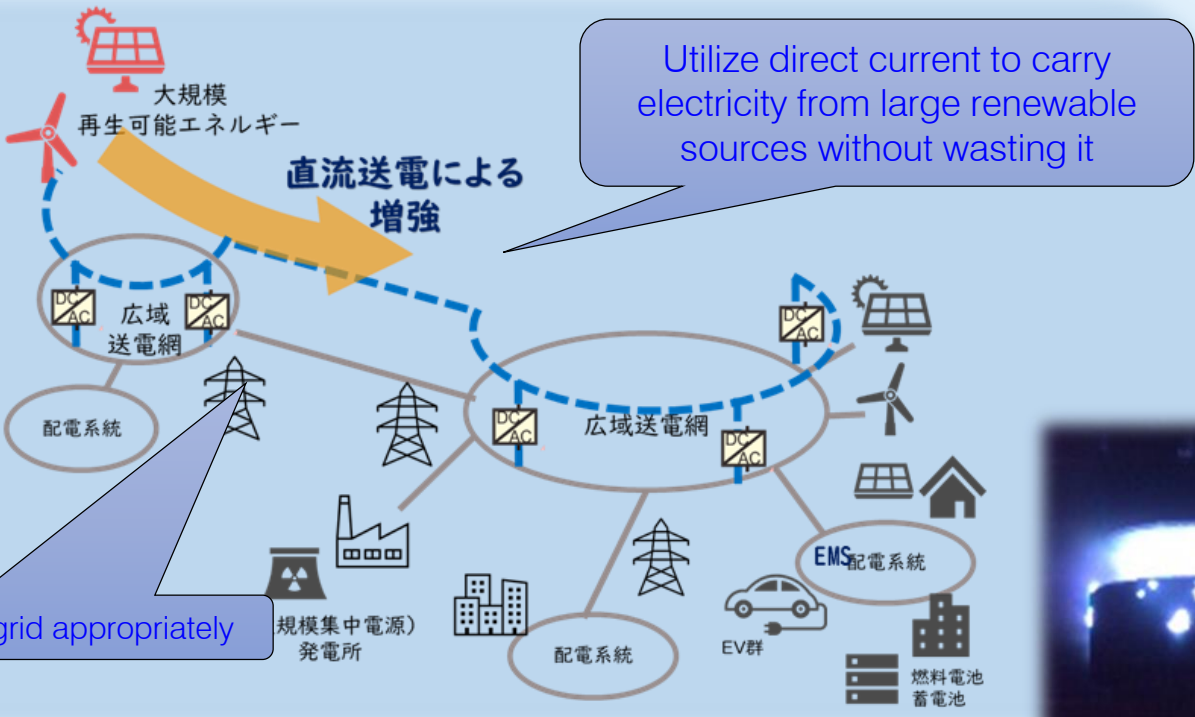 大規模
再生可能エネルギー
Utilize direct current to carry
electricity from large renewable
sources without wasting it
直流送電による
増強
DC
AC
広域
送電網
DC
AC
DC
AC
配電系統
DC
AC
広域送電網
DC
AC
EMS
配電系統
grid appropriately
規模集中電源)
発電所
配電系統
EV群
燃料電池
蓄電池